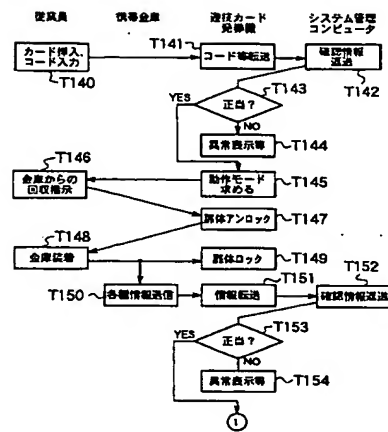 従業員 携帯金庫 遊技カード発券機 システム管理コンピュータ
カード挿入、
コード入力
T140
T141
コード等転送
確認情報
返送
T142
T143
YES
正当?
NO
異常表示等
T144
T146
金庫からの
回収指示
動作モード
求める
T145
扉体アンロック
T147
T148
金庫装着
扉体ロック
T149
T150
各種情報送信
T151
情報転送
T152
確認情報返送
T153
YES
正当?
NO
異常表示等
T154
1